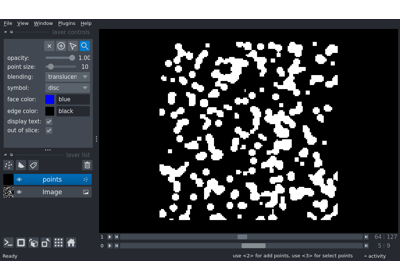 File View Window Plugins Help
layer controls
opacity: 1.00
point size: 10
blending: translucen
symbol: disc
face color: blue
edge color: black
display text:
out of slice:
layer list
points
Image
1 64 127
0 5 9
Ready use <2> for add points, use <3> for select points activity